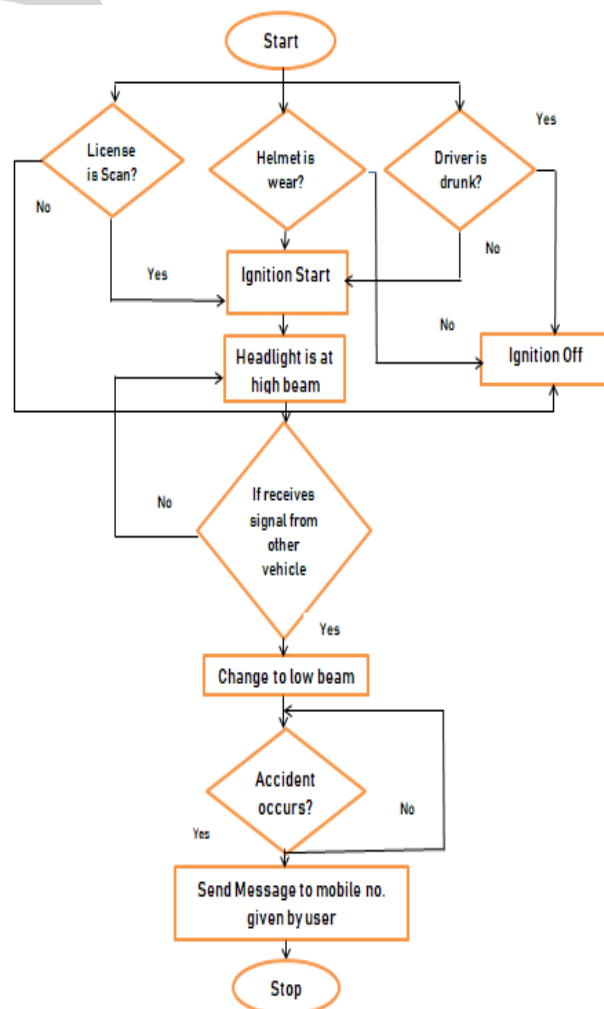 Start
License
is Scan?
Helmet is
wear?
Driver is
drunk?
Yes
No
Yes
Ignition Start
No
No
Ignition Off
Headlight is at
high beam
No
If receives
signal from
other
vehicle
Yes
Change to low beam
Accident
occurs?
No
Yes
Send Message to mobile no.
given by user
Stop